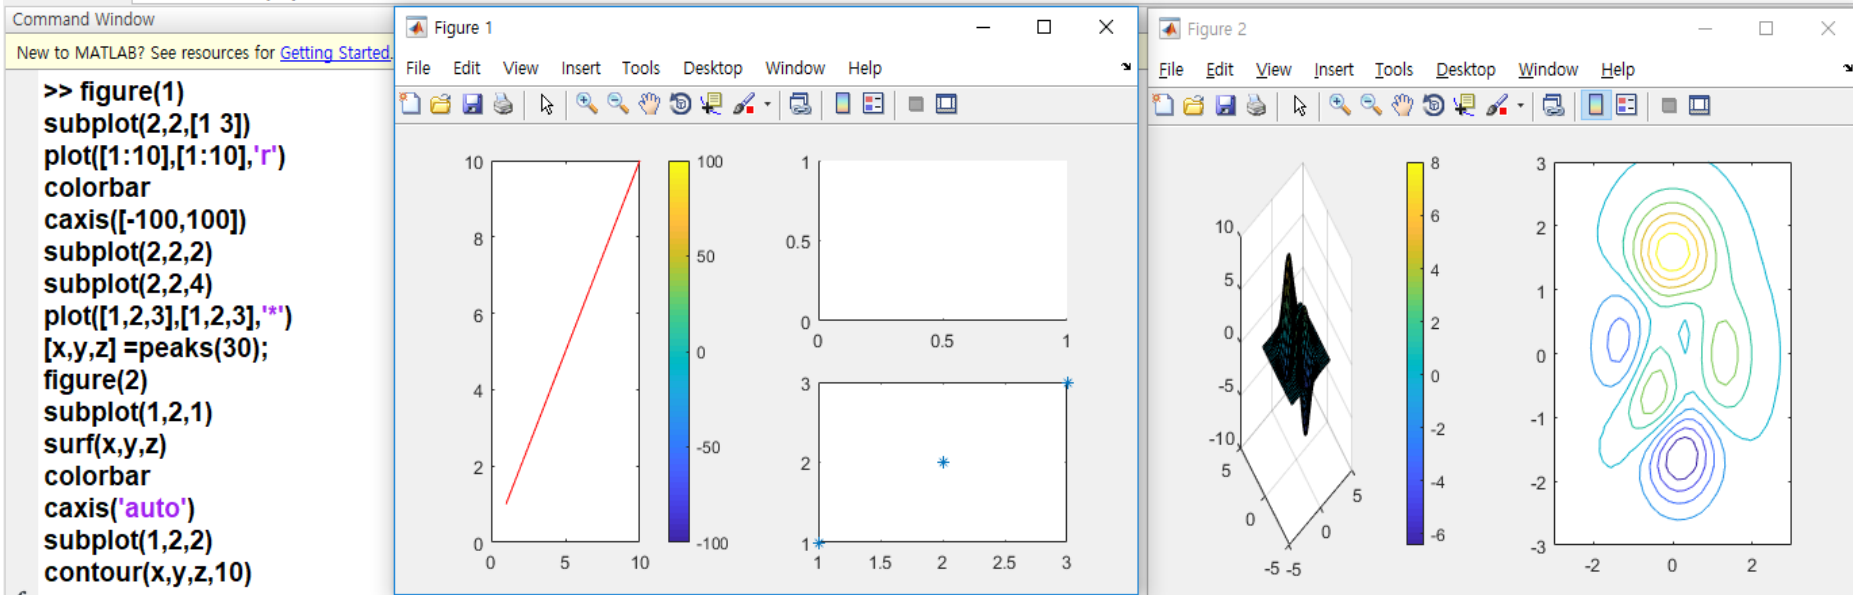 Command Window
New to MATLAB? See resources for Getting Started.
>> figure(1)
subplot(2,2,[1 3])
plot([1:10],[1:10],'r')
colorbar
caxis([-100,100])
subplot(2,2,2)
subplot(2,2,4)
plot([1,2,3],[1,2,3],'*')
[x,y,z] =peaks(30);
figure(2)
subplot(1,2,1)
surf(x,y,z)
colorbar
caxis('auto')
subplot(1,2,2)
contour(x,y,z,10)
Figure 1
File Edit View Insert Tools Desktop Window Help
10
8
6
4
2
0
0 5 10
100
50
0
-50
-100
1
0.5
0
0 0.5 1
3
2
1
1 1.5 2 2.5 3
Figure 2
File Edit View Insert Tools Desktop Window Help
10
5
0
-5
-10
5
0
-5
-5
0
5
8
6
4
2
0
-2
-4
-6
3
2
1
0
-1
-2
-3
-2 0 2